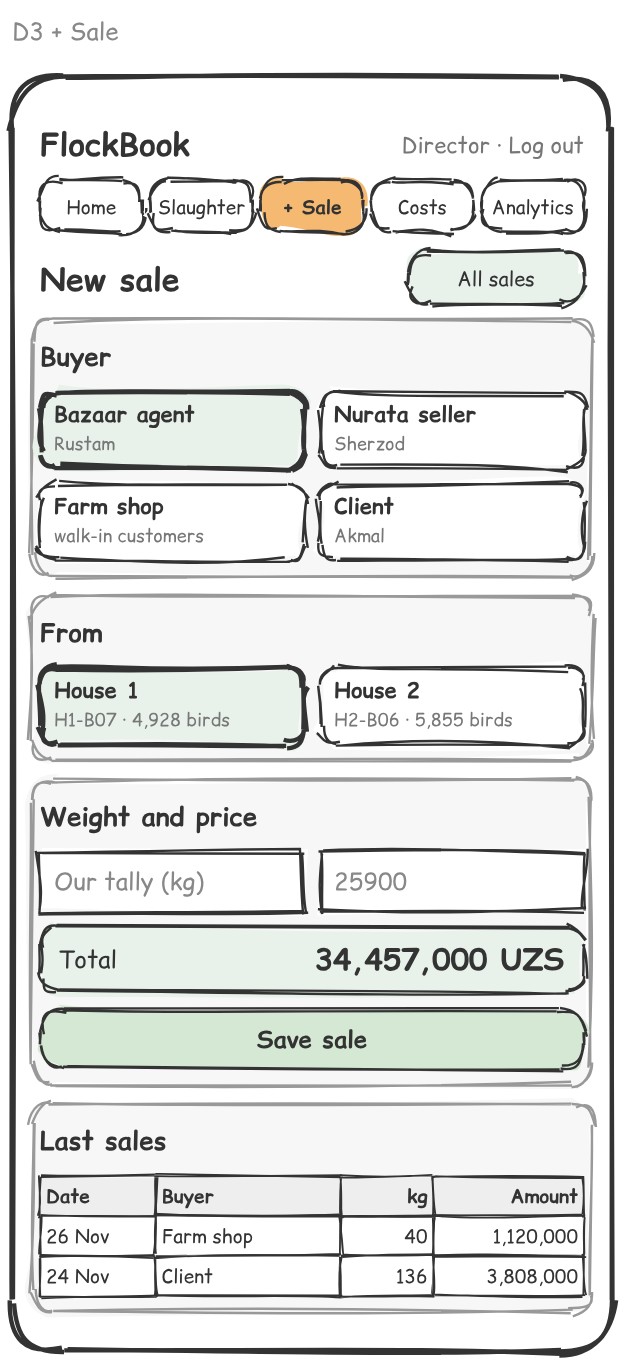 D3 + Sale
FlockBook
Director · Log out
Home
Slaughter
+ Sale
Costs
Analytics
New sale
All sales
Buyer
Bazaar agent
Rustam
Nurata seller
Sherzod
Farm shop
walk-in customers
Client
Akmal
From
House 1
H1-B07 · 4,928 birds
House 2
H2-B06 · 5,855 birds
Weight and price
Our tally (kg)
25900
Total
34,457,000 UZS
Save sale
Last sales
Date Buyer kg Amount
26 Nov Farm shop 40 1,120,000
24 Nov Client 136 3,808,000